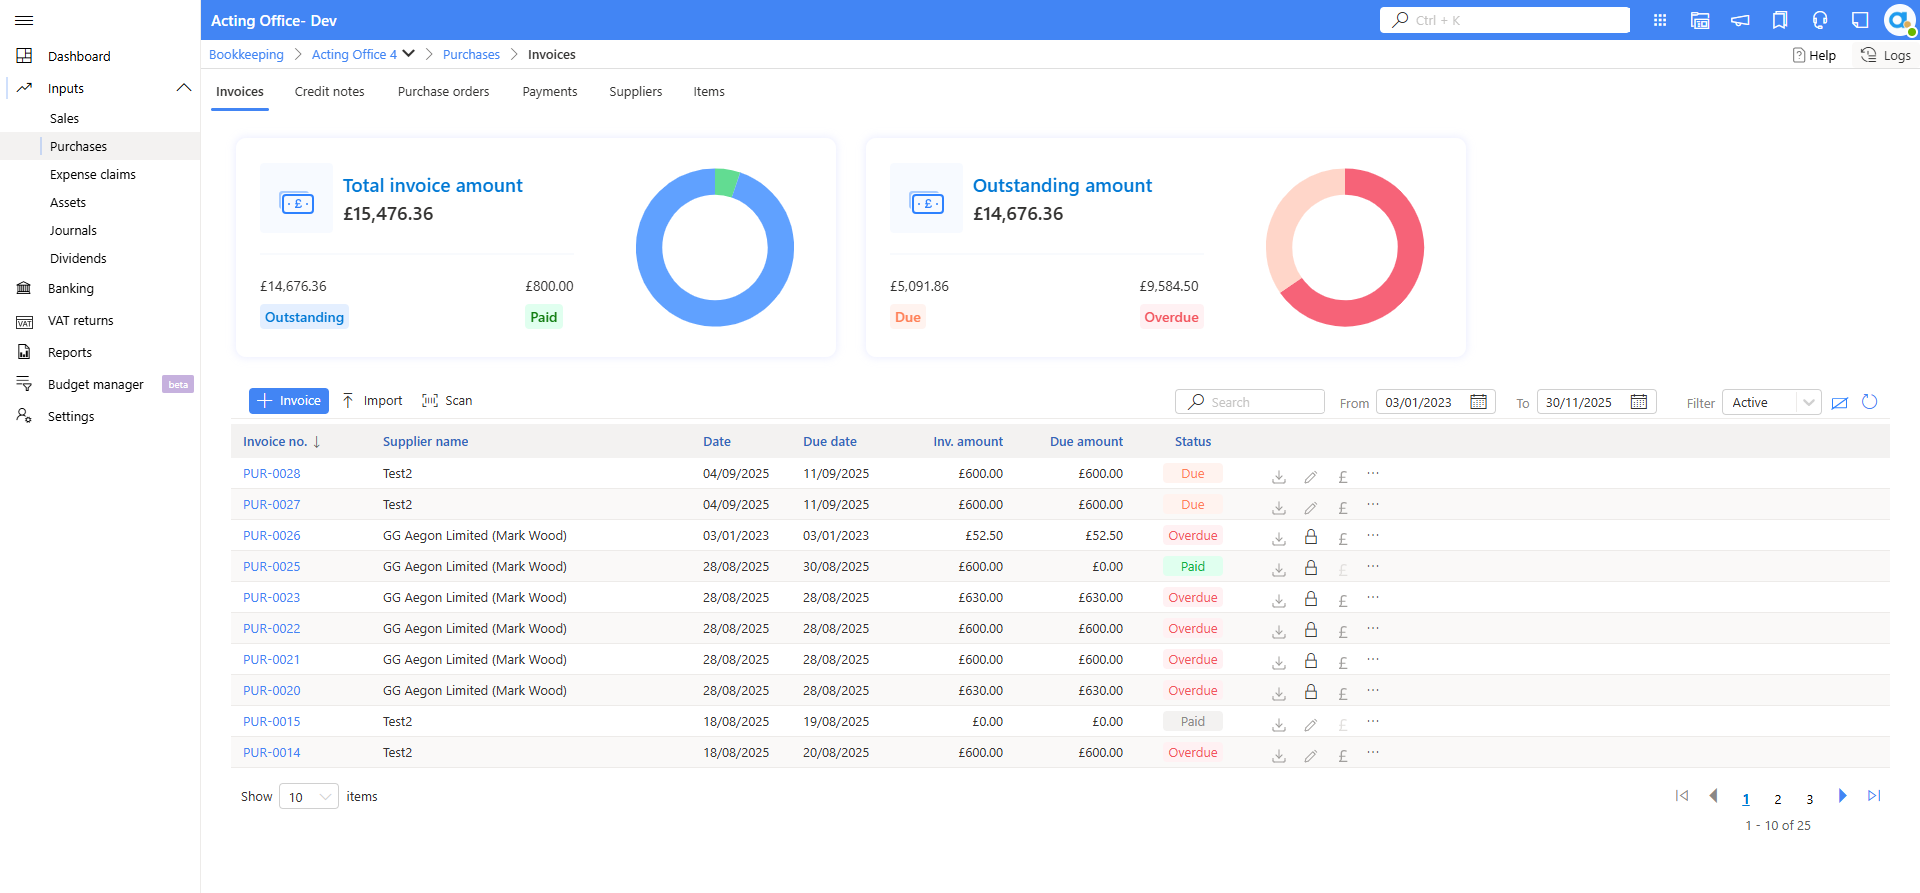 Acting Office- Dev
Ctrl + K
Bookkeeping
Acting Office 4
Purchases
Invoices
Help
Logs
Dashboard
Inputs
Sales
Purchases
Expense claims
Assets
Journals
Dividends
Banking
VAT
VAT returns
Reports
Budget manager
beta
Settings
Invoices
Credit notes
Purchase orders
Payments
Suppliers
Items
£
Total invoice amount
£15,476.36
£14,676.36
£800.00
Outstanding
Paid
£
Outstanding amount
£14,676.36
£5,091.86
£9,584.50
Due
Overdue
Invoice
Import
Scan
Search
From 03/01/2023
To 30/11/2025
Filter Active
Invoice no. ↓ Supplier name Date Due date Inv. amount Due amount Status
PUR-0028 Test2 04/09/2025 11/09/2025 £600.00 £600.00 Due £ ...
PUR-0027 Test2 04/09/2025 11/09/2025 £600.00 £600.00 Due £ ...
PUR-0026 GG Aegon Limited (Mark Wood) 03/01/2023 03/01/2023 £52.50 £52.50 Overdue £ ...
PUR-0025 GG Aegon Limited (Mark Wood) 28/08/2025 30/08/2025 £600.00 £0.00 Paid £ ...
PUR-0023 GG Aegon Limited (Mark Wood) 28/08/2025 28/08/2025 £630.00 £630.00 Overdue £ ...
PUR-0022 GG Aegon Limited (Mark Wood) 28/08/2025 28/08/2025 £600.00 £600.00 Overdue £ ...
PUR-0021 GG Aegon Limited (Mark Wood) 28/08/2025 28/08/2025 £600.00 £600.00 Overdue £ ...
PUR-0020 GG Aegon Limited (Mark Wood) 28/08/2025 28/08/2025 £630.00 £630.00 Overdue £ ...
PUR-0015 Test2 18/08/2025 19/08/2025 £0.00 £0.00 Paid £ ...
PUR-0014 Test2 18/08/2025 20/08/2025 £600.00 £600.00 Overdue £ ...
Show 10 items
1 2 3
1 - 10 of 25